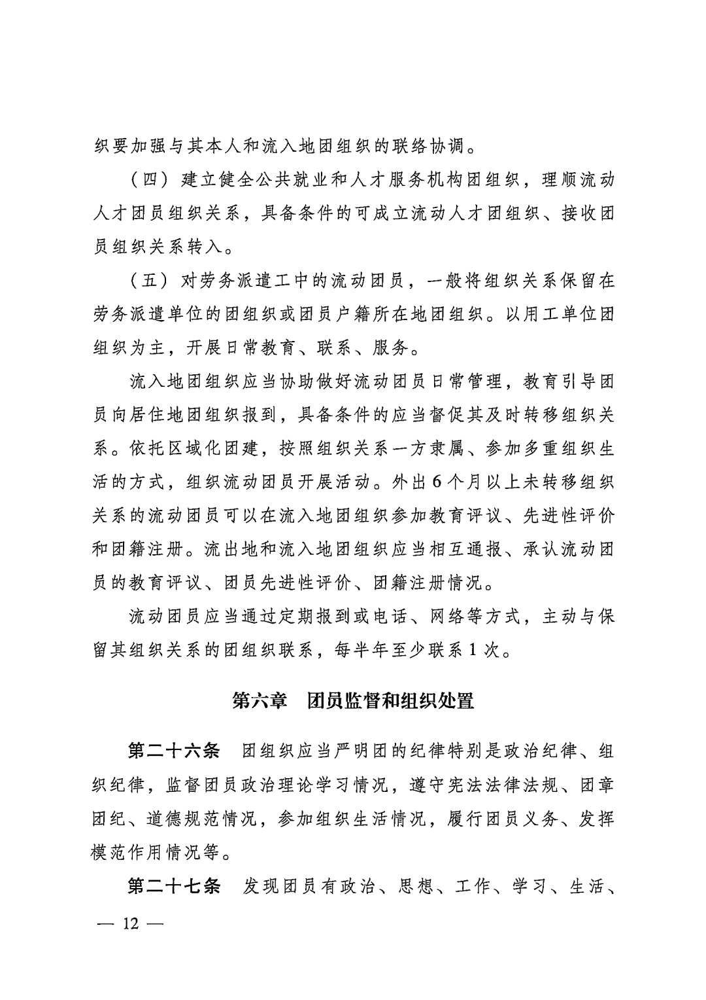 织要加强与其本人和流入地团组织的联络协调。
（四）建立健全公共就业和人才服务机构团组织，理顺流动
人才团员组织关系，具备条件的可成立流动人才团组织、接收团
员组织关系转入。
（五）对劳务派遣工中的流动团员，一般将组织关系保留在
劳务派遣单位的团组织或团员户籍所在地团组织。以用工单位团
组织为主，开展日常教育、联系、服务。
流入地团组织应当协助做好流动团员日常管理，教育引导团
员向居住地团组织报到，具备条件的应当督促其及时转移组织关
系。依托区域化团建，按照组织关系一方隶属、参加多重组织生
活的方式，组织流动团员开展活动。外出6个月以上未转移组织
关系的流动团员可以在流入地团组织参加教育评议、先进性评价
和团籍注册。流出地和流入地团组织应当相互通报、承认流动团
员的教育评议、团员先进性评价、团籍注册情况。
流动团员应当通过定期报到或电话、网络等方式，主动与保
留其组织关系的团组织联系，每半年至少联系1次。
第六章 团员监督和组织处置
第二十六条 团组织应当严明团的纪律特别是政治纪律、组
织纪律，监督团员政治理论学习情况，遵守宪法法律法规、团章
团纪、道德规范情况，参加组织生活情况，履行团员义务、发挥
模范作用情况等。
第二十七条 发现团员有政治、思想、工作、学习、生活、
— 12 —